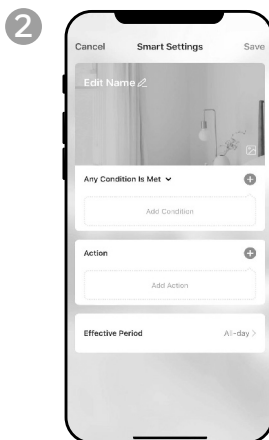 2
Cancel Smart Settings Save
Edit Name
Any Condition Is Met
Add Condition
Action
Add Action
Effective Period All-day >